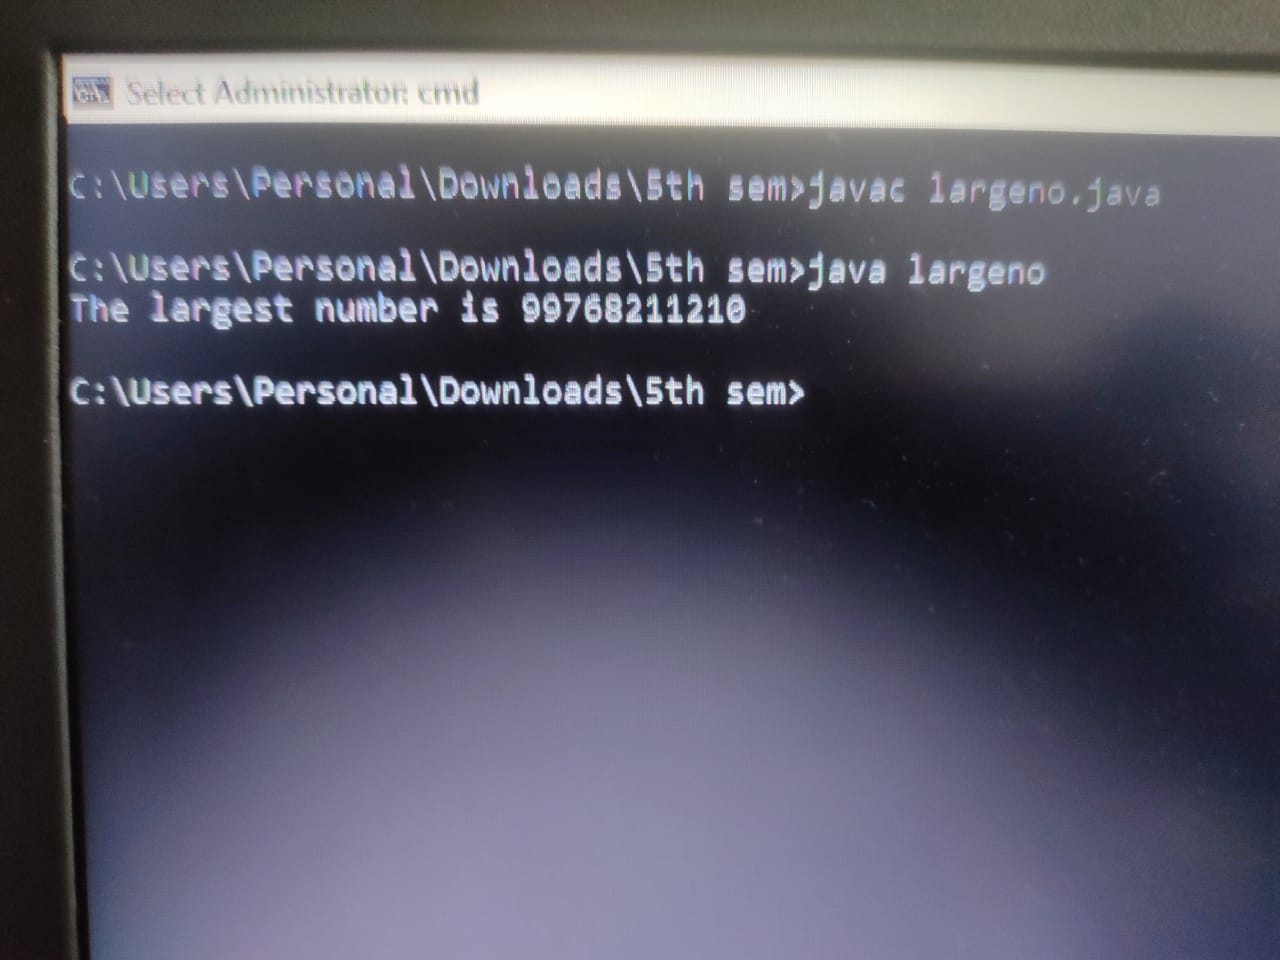 Select Administrator: cmd
C:\Users\Personal\Downloads\5th sem>javac largeno.java
C:\Users\Personal\Downloads\5th sem>java largeno
The largest number is 99768211210
C:\Users\Personal\Downloads\5th sem>